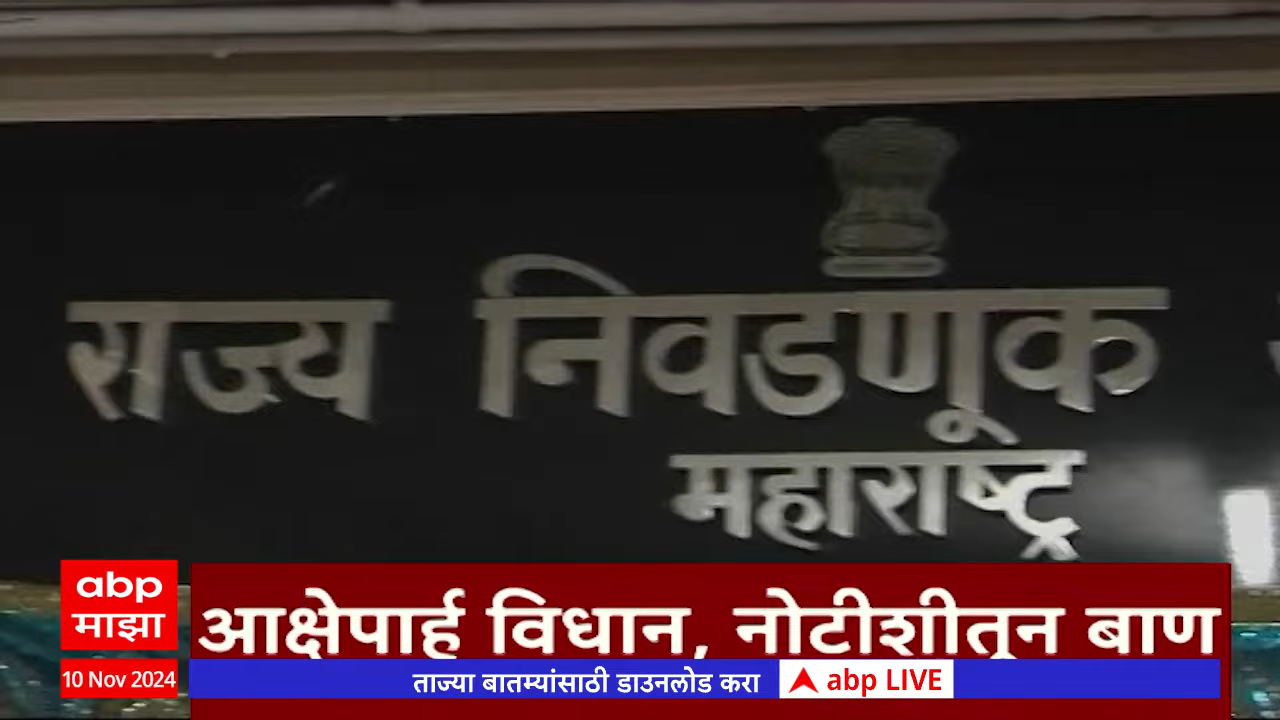 राज्य निवडणूक
महाराष्ट्र
abp
माझा
आक्षेपार्ह विधान, नोटीशीतून बाण
10 Nov 2024
ताज्या बातम्यांसाठी डाउनलोड करा
abp LIVE